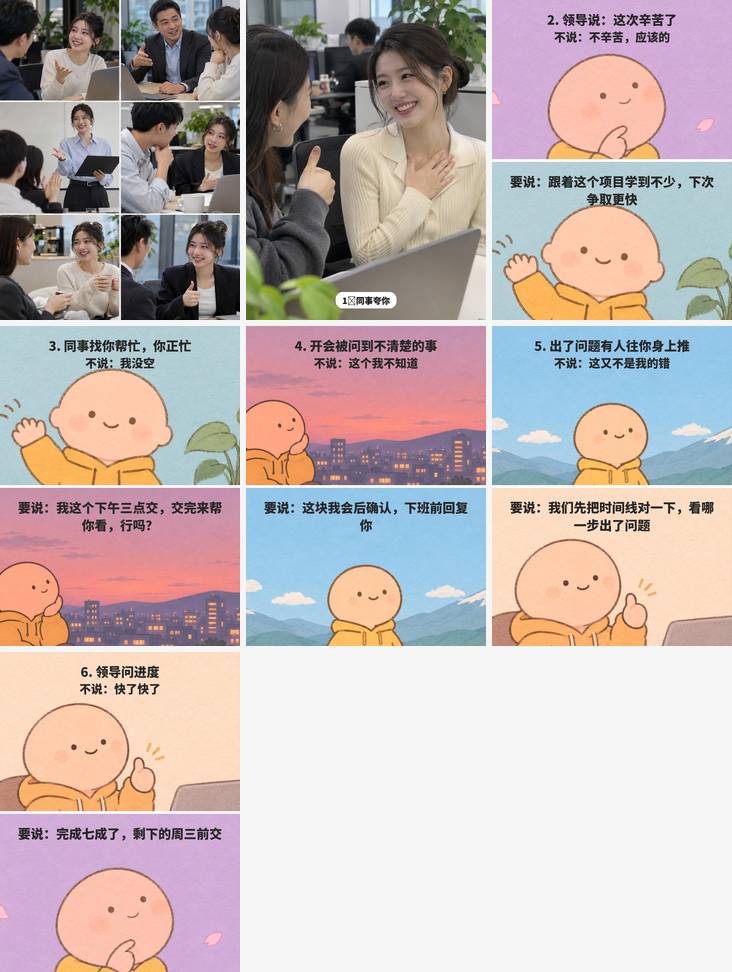 1同事夸你
2. 领导说：这次辛苦了
不说：不辛苦，应该的
要说：跟着这个项目学到不少，下次
争取更快
3. 同事找你帮忙，你正忙
不说：我没空
要说：我这个下午三点交，交完来帮
你看，行吗?
4. 开会被问到不清楚的事
不说：这个我不知道
要说：这块我会后确认，下班前回复
你
5. 出了问题有人往你身上推
不说：这又不是我的错
要说：我们先把时间线对一下，看哪
一步出了问题
6. 领导问进度
不说：快了快了
要说：完成七成了，剩下的周三前交